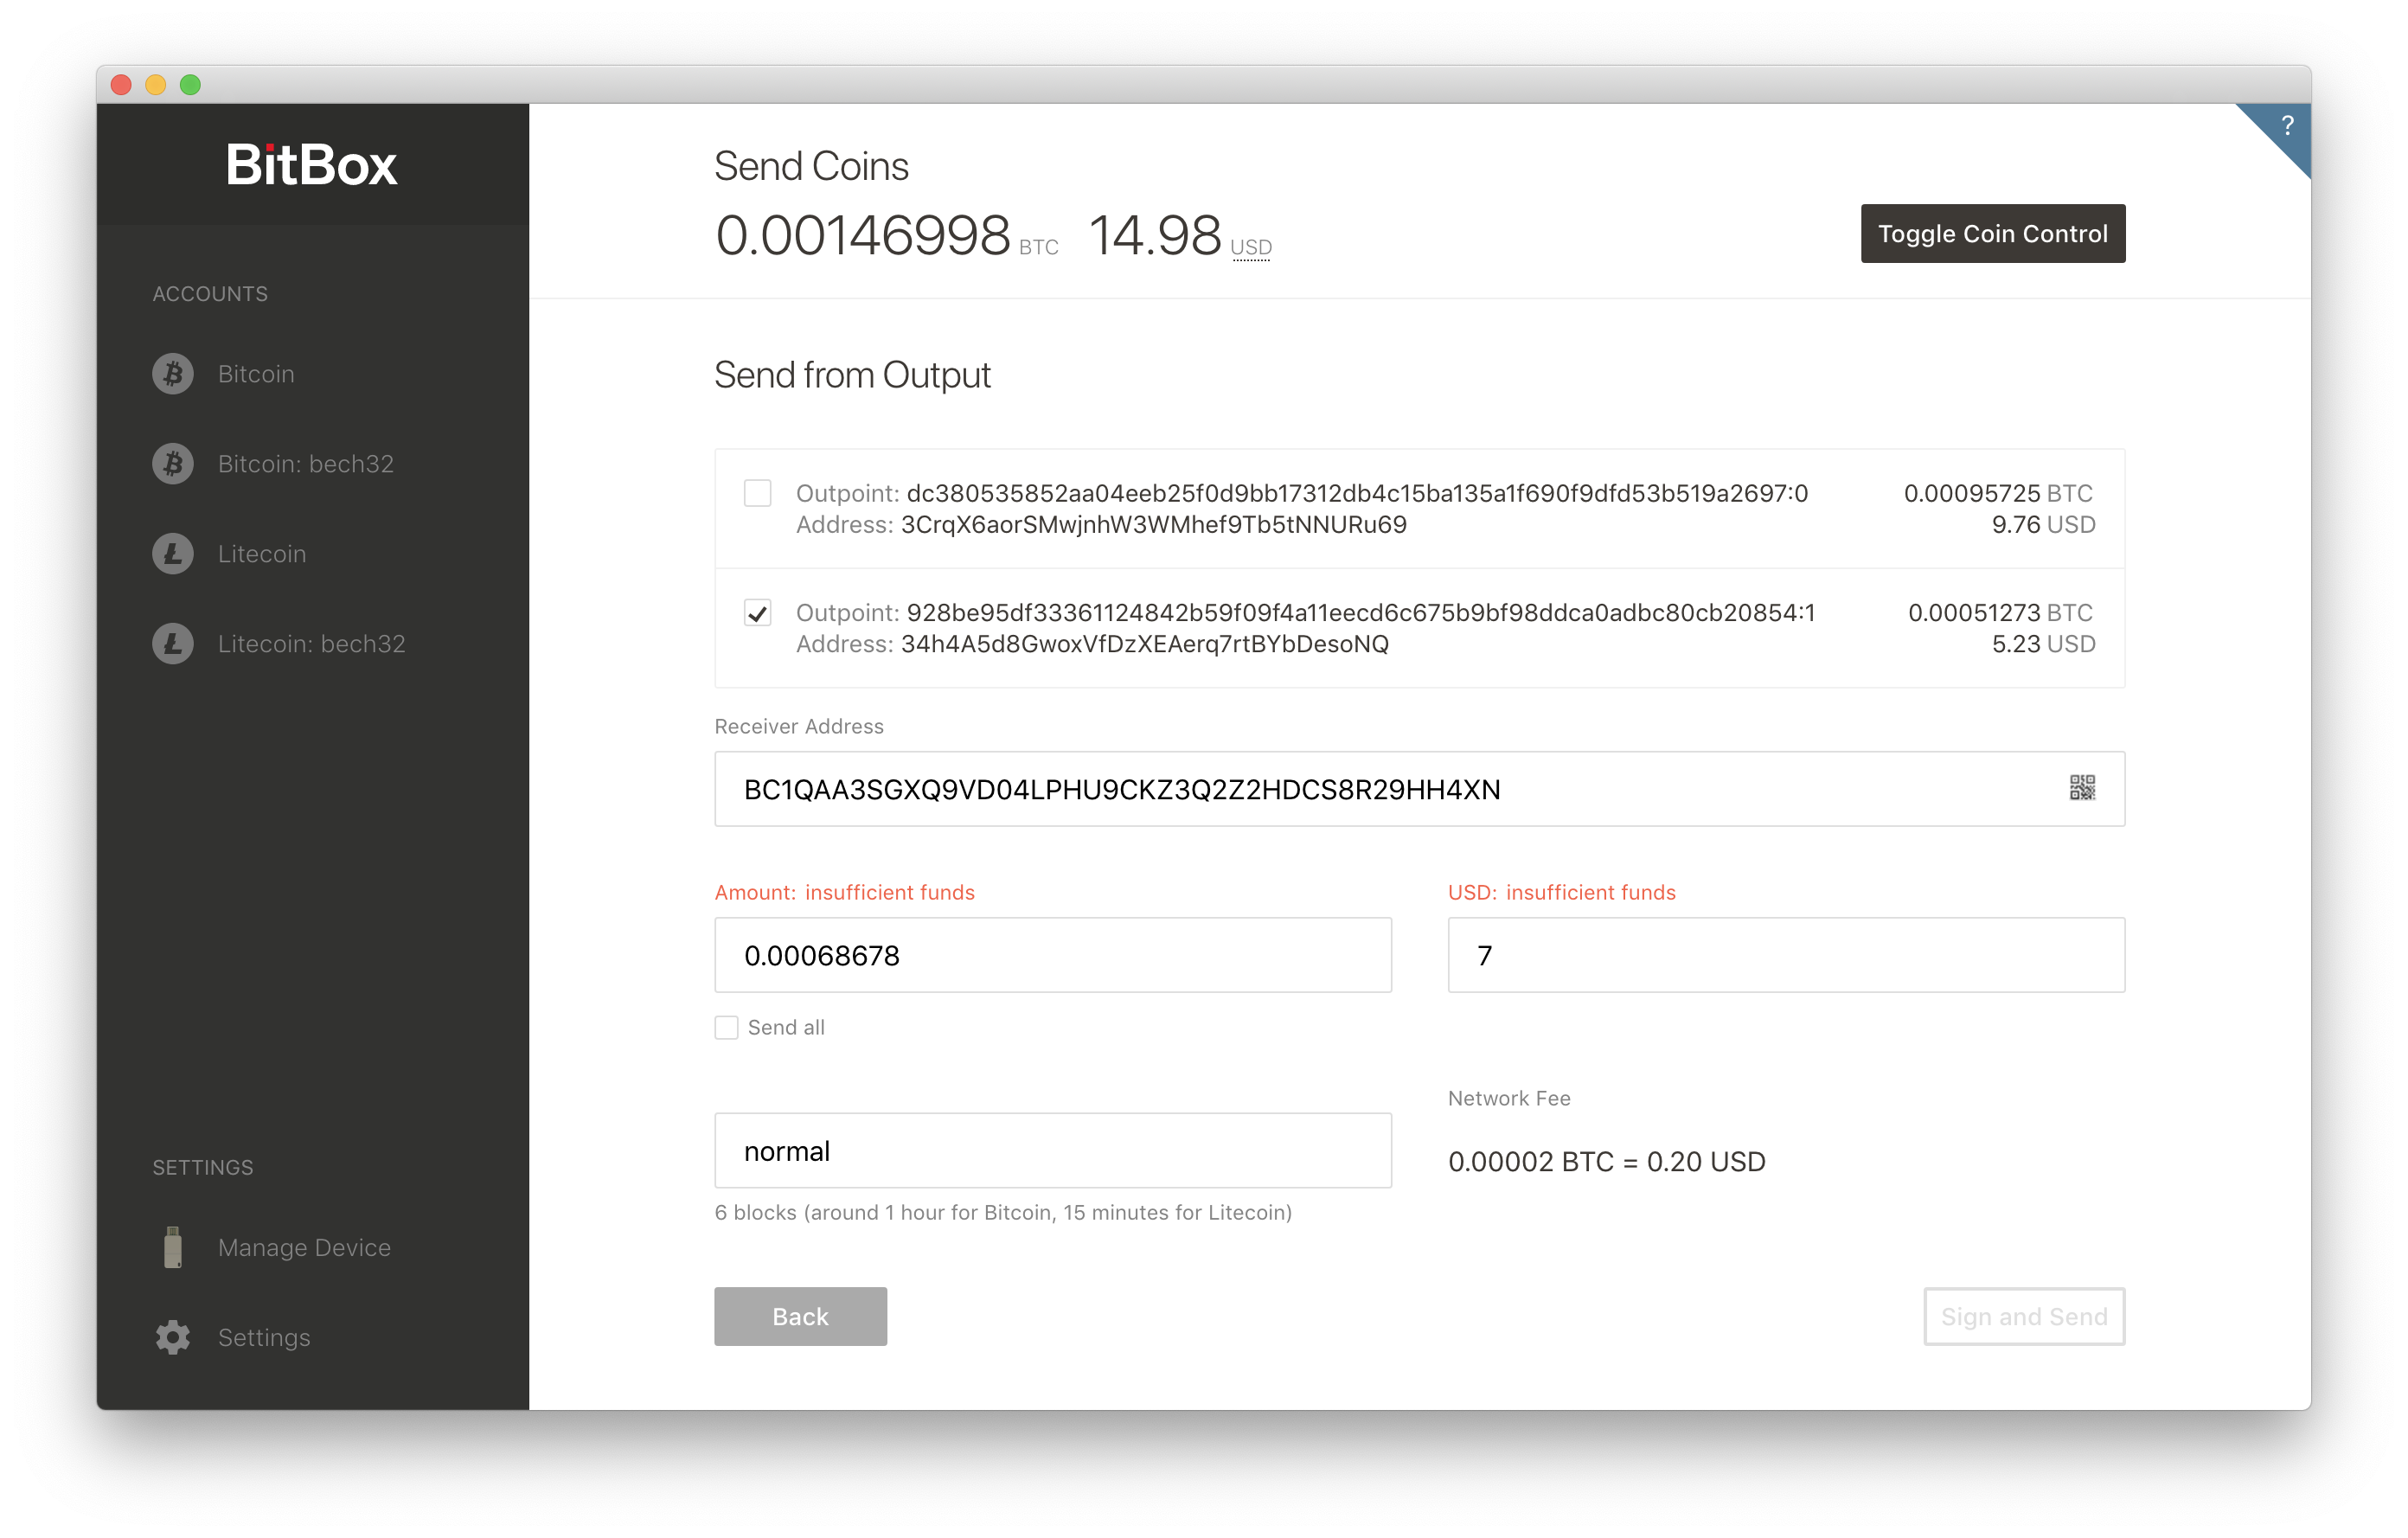 BitBox
ACCOUNTS
Bitcoin
Bitcoin: bech32
Litecoin
Litecoin: bech32
SETTINGS
Manage Device
Settings
?
Send Coins
0.00146998 BTC 14.98 USD
Toggle Coin Control
Send from Output
Outpoint: dc380535852aa04eeb25f0d9bb17312db4c15ba135a1f690f9dfd53b519a2697:0 0.00095725 BTC
Address: 3CrqX6aorSMwjnhW3WMhef9Tb5tNNURu69 9.76 USD
Outpoint: 928be95df33361124842b59f09f4a11eecd6c675b9bf98ddca0adbc80cb20854:1 0.00051273 BTC
Address: 34h4A5d8GwoxVfDzXEAerq7rtBYbDesoNQ 5.23 USD
Receiver Address
BC1QAA3SGXQ9VD04LPHU9CKZ3Q2Z2HDCS8R29HH4XN
Amount: insufficient funds USD: insufficient funds
0.00068678 7
Send all
Network Fee
normal 0.00002 BTC = 0.20 USD
6 blocks (around 1 hour for Bitcoin, 15 minutes for Litecoin)
Back Sign and Send